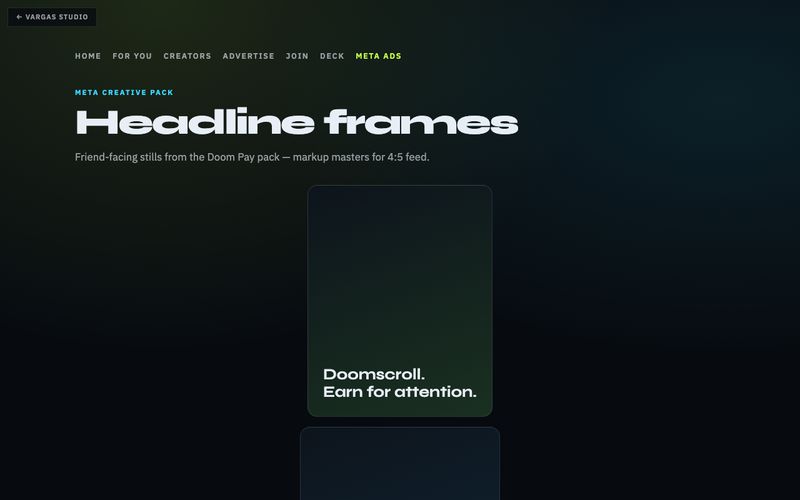 ← VARGAS STUDIO
HOME FOR YOU CREATORS ADVERTISE JOIN DECK META ADS
META CREATIVE PACK
Headline frames
Friend-facing stills from the Doom Pay pack — markup masters for 4:5 feed.
Doomscroll.
Earn for attention.